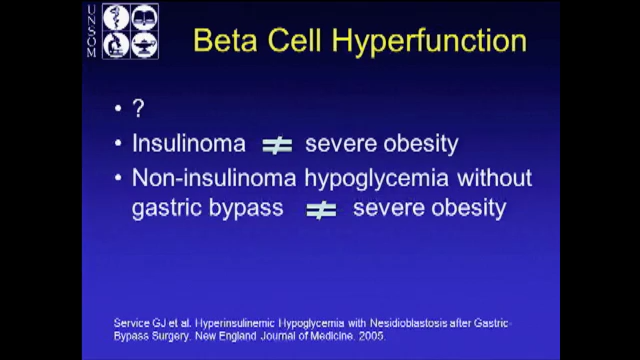 UNSOM
Beta Cell Hyperfunction
• ?
• Insulinoma ≠ severe obesity
• Non-insulinoma hypoglycemia without
gastric bypass ≠ severe obesity
Service GJ et al. Hyperinsulinemic Hypoglycemia with Nesidioblastosis after Gastric-
Bypass Surgery. New England Journal of Medicine. 2005.